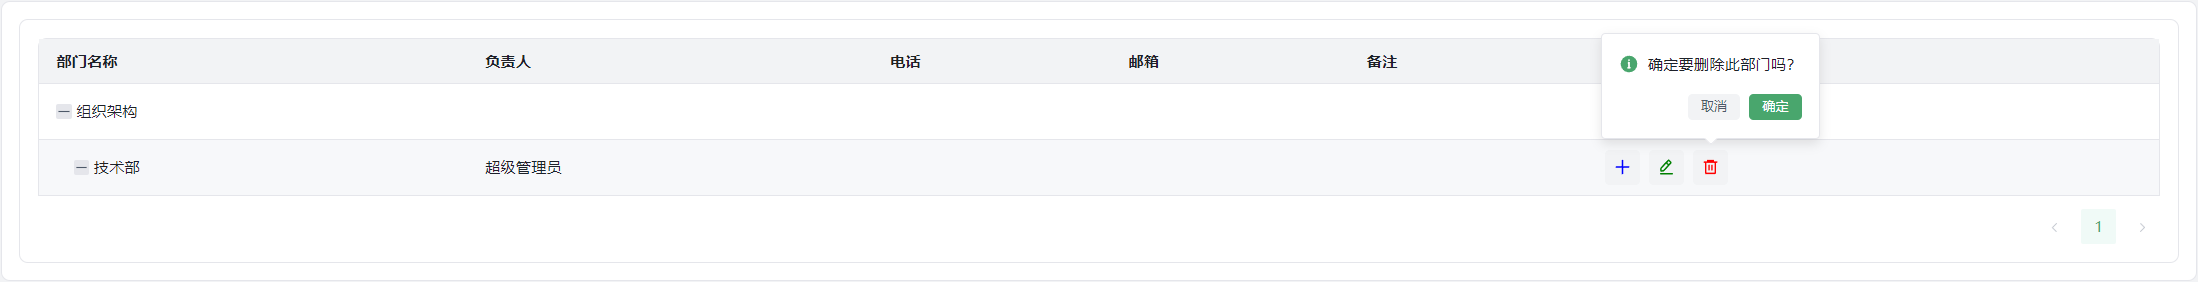 部门名称 负责人 电话 邮箱 备注
确定要删除此部门吗?
取消 确定
组织架构
技术部 超级管理员
1